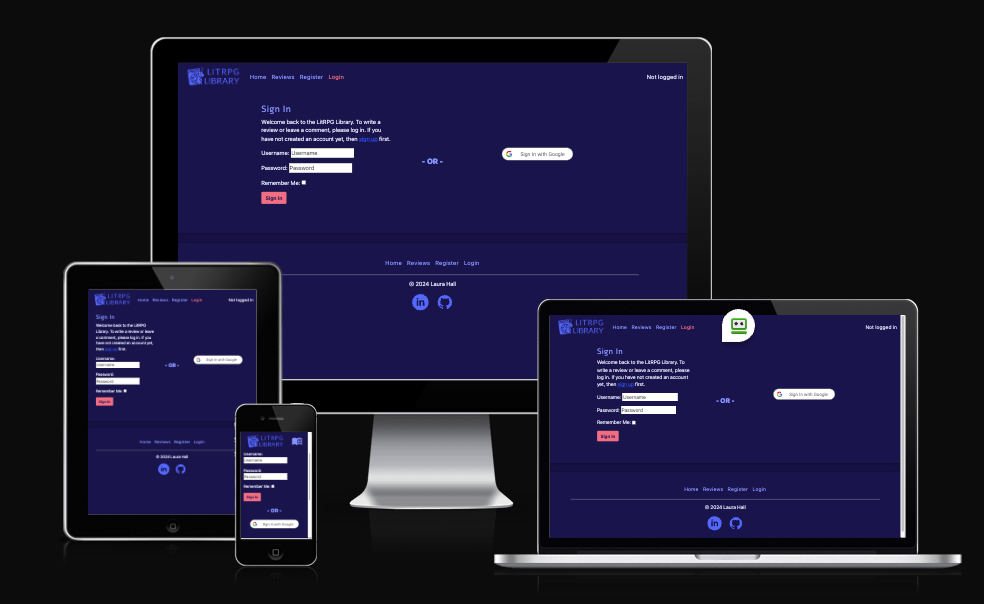 LITRPG
LIBRARY
Home Reviews Register Login
Not logged in
Sign In
Welcome back to the LitRPG Library. To write a
review or leave a comment, please log in. If you
have not created an account yet, then sign up first.
Username: Username
Password: Password
Remember Me:
Sign In
- OR -
Sign in with Google
Home Reviews Register Login
© 2024 Laura Hall
in
LITRPG
LIBRARY
Home Reviews Register Login
Not logged in
Sign In
Welcome back to the LitRPG
Library. To write a review or leave
a comment, please log in. If you
have not created an account yet,
then sign up first.
Username:
Username
Password:
Password
Remember Me:
Sign In
- OR -
Sign in with Google
Home Reviews Register Login
© 2024 Laura Hall
in
LITRPG
LIBRARY
Username:
Username
Password:
Password
Remember Me:
Sign In
- OR -
Sign in with Google
LITRPG
LIBRARY
Home Reviews Register Login
Not logged in
Sign In
Welcome back to the LitRPG Library. To
write a review or leave a comment, please
log in. If you have not created an account
yet, then sign up first.
Username: Username
Password: Password
Remember Me:
Sign In
- OR -
Sign in with Google
Home Reviews Register Login
© 2024 Laura Hall
in